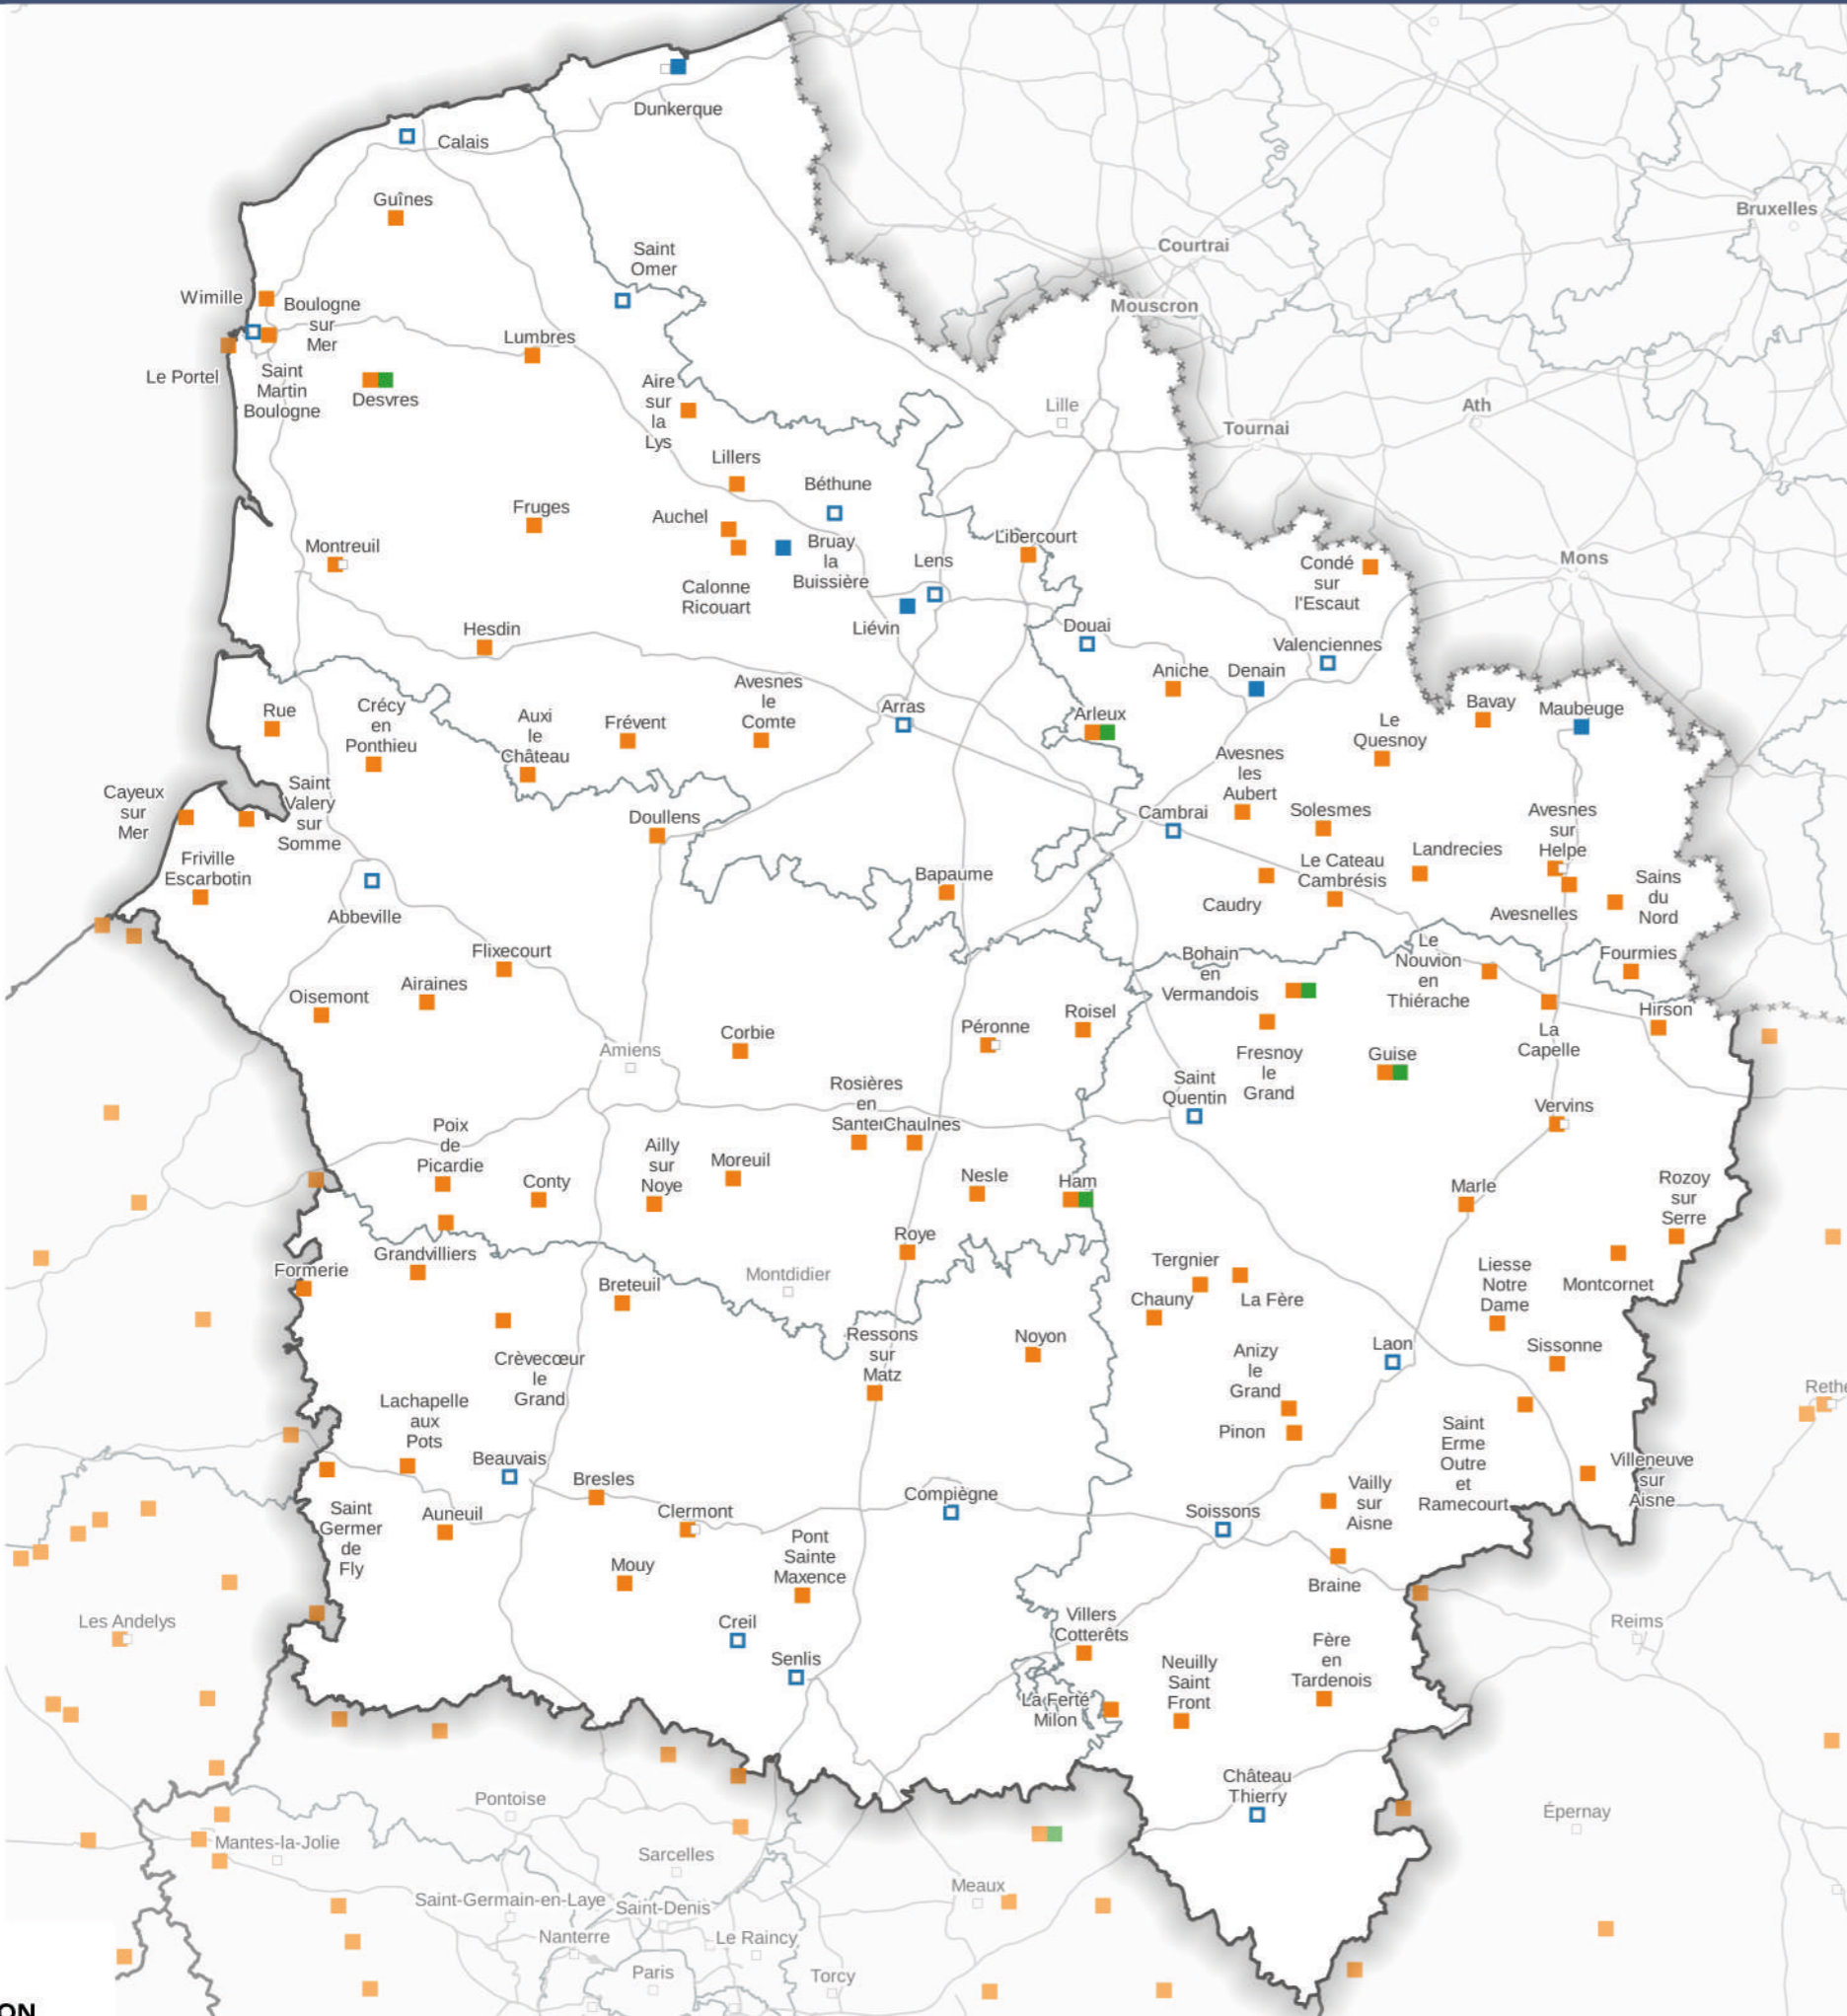 Dunkerque
Calais
Guînes
Bruxelles
Courtrai
Saint
Omer
Wimille
Boulogne
sur
Mer
Mouscron
Lumbres
Le Portel
Saint
Martin
Boulogne
Desvres
Aire
sur
la
Lys
Lille
Ath
Tournai
Lillers
Béthune
Fruges
Auchel
Montreuil
Bruay
la
Buissière
Libercourt
Lens
Condé
sur
l'Escaut
Mons
Calonne
Ricouart
Liévin
Hesdin
Douai
Valenciennes
Aniche
Denain
Rue
Crécy
en
Ponthieu
Auxi
le
Château
Frévent
Avesnes
le
Comte
Arras
Arleux
Le
Quesnoy
Bavay
Maubeuge
Avesnes
les
Aubert
Cayeux
sur
Mer
Saint
Valery
sur
Somme
Doullens
Cambrai
Solesmes
Avesnes
sur
Helpe
Friville
Escarbotin
Bapaume
Le Cateau
Cambrésis
Landrecies
Caudry
Sains
du
Nord
Avesnelles
Abbeville
Flixecourt
Bohain
en
Vermandois
Le
Nouvion
en
Thiérache
Fourmies
Oisemont
Airaines
Corbie
Péronne
Roisel
Hirson
La
Capelle
Amiens
Fresnoy
le
Grand
Guise
Saint
Quentin
Rosières
en
Santer
Chaulnes
Vervins
Poix
de
Picardie
Ailly
sur
Noye
Moreuil
Conty
Nesle
Ham
Marle
Rozoy
sur
Serre
Roye
Grandvilliers
Formerie
Montdidier
Breteuil
Tergnier
Chauny
La Fère
Liesse
Notre
Dame
Montcornet
Crèvecœur
le
Grand
Ressons
sur
Matz
Noyon
Anizy
le
Grand
Laon
Sissonne
Rethe
Lachapelle
aux
Pots
Pinon
Saint
Erme
Outre
et
Ramecourt
Beauvais
Bresles
Villeneuve
sur
Aisne
Saint
Germer
de
Fly
Auneuil
Clermont
Compiègne
Soissons
Vailly
sur
Aisne
Mouy
Pont
Sainte
Maxence
Braine
Les Andelys
Creil
Senlis
Villers
Cotterêts
Reims
Neuilly
Saint
Front
Fère
en
Tardenois
La Ferté
Milon
Château
Thierry
Pontoise
Épernay
Mantes-la-Jolie
Sarcelles
Meaux
Saint-Germain-en-Laye
Saint-Denis
Nanterre
Le Raincy
Paris
Torcy
ON